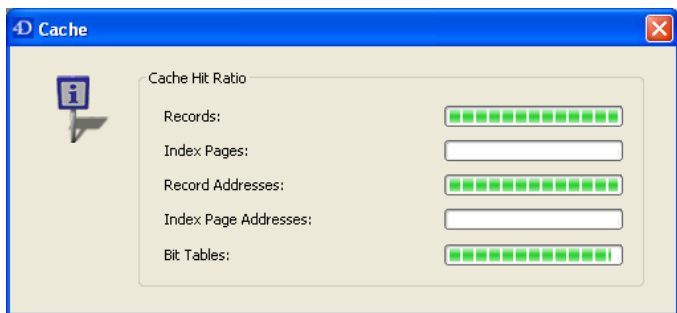 4D Cache
Cache Hit Ratio
Records:
Index Pages:
Record Addresses:
Index Page Addresses:
Bit Tables: